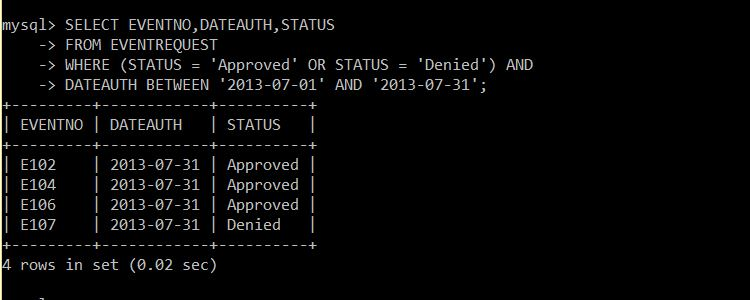 mysql> SELECT EVENTNO,DATEAUTH,STATUS
    -> FROM EVENTREQUEST
    -> WHERE (STATUS = 'Approved' OR STATUS = 'Denied') AND
    -> DATEAUTH BETWEEN '2013-07-01' AND '2013-07-31';
+---------+------------+----------+
| EVENTNO | DATEAUTH   | STATUS   |
+---------+------------+----------+
| E102    | 2013-07-31 | Approved |
| E104    | 2013-07-31 | Approved |
| E106    | 2013-07-31 | Approved |
| E107    | 2013-07-31 | Denied   |
+---------+------------+----------+
4 rows in set (0.02 sec)